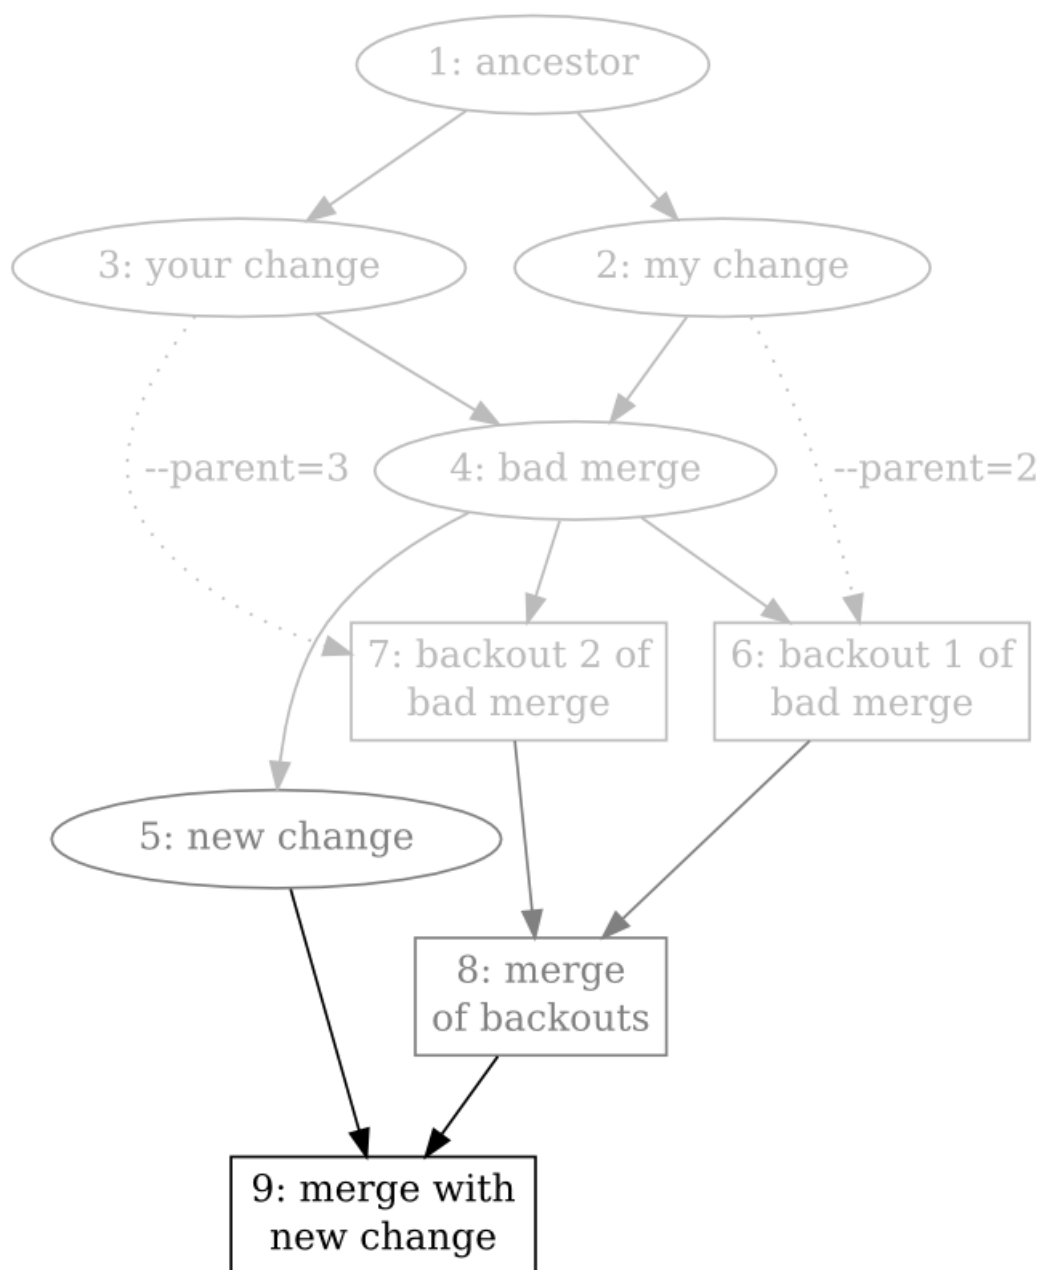 1: ancestor
3: your change
2: my change
--parent=3
4: bad merge
--parent=2
7: backout 2 of
bad merge
6: backout 1 of
bad merge
5: new change
8: merge
of backouts
9: merge with
new change